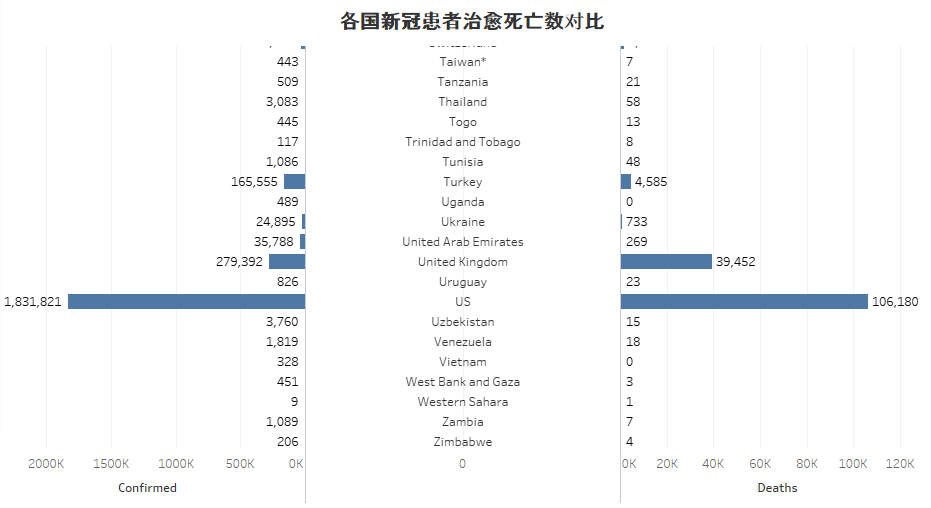 各国新冠患者治愈死亡数对比
443 Taiwan* 7
509 Tanzania 21
3,083 Thailand 58
445 Togo 13
117 Trinidad and Tobago 8
1,086 Tunisia 48
165,555 Turkey 4,585
489 Uganda 0
24,895 Ukraine 733
35,788 United Arab Emirates 269
279,392 United Kingdom 39,452
826 Uruguay 23
1,831,821 US 106,180
3,760 Uzbekistan 15
1,819 Venezuela 18
328 Vietnam 0
451 West Bank and Gaza 3
9 Western Sahara 1
1,089 Zambia 7
206 Zimbabwe 4
2000K 1500K 1000K 500K 0K 0 0K 20K 40K 60K 80K 100K 120K
Confirmed Deaths